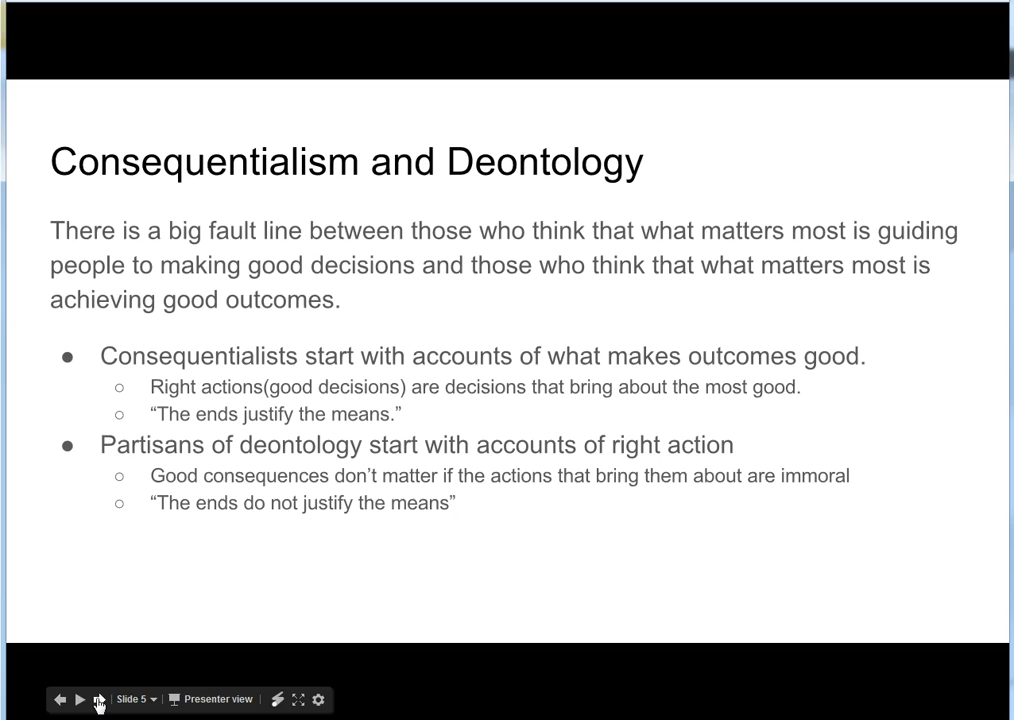 Consequentialism and Deontology
There is a big fault line between those who think that what matters most is guiding
people to making good decisions and those who think that what matters most is
achieving good outcomes.
● Consequentialists start with accounts of what makes outcomes good.
○ Right actions(good decisions) are decisions that bring about the most good.
○ “The ends justify the means.”
● Partisans of deontology start with accounts of right action
○ Good consequences don’t matter if the actions that bring them about are immoral
○ “The ends do not justify the means”
Slide 5 Presenter view